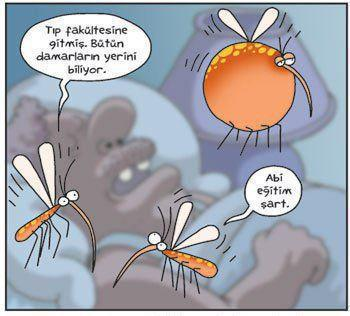 Tıp fakültesine
gitmiş. Bütün
damarların yerini
biliyor.
Abi
eğitim
şart.